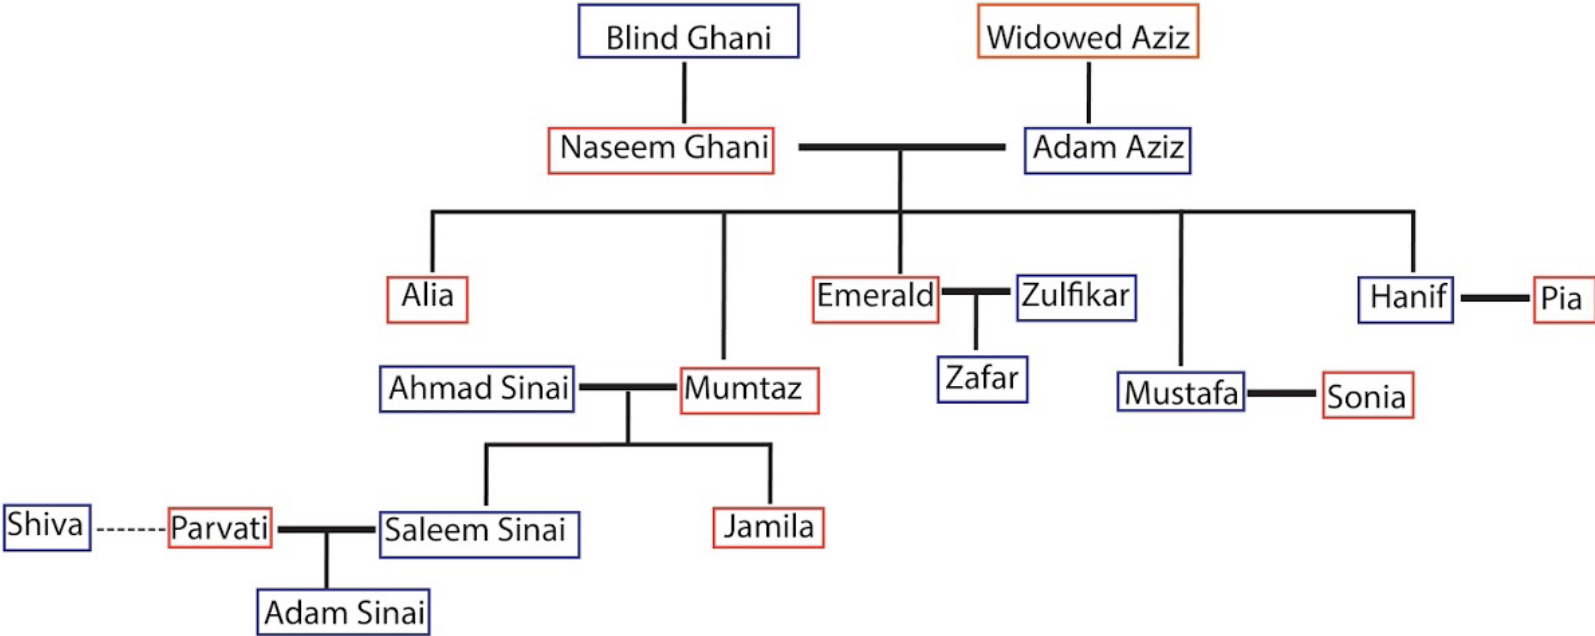 Blind Ghani
Widowed Aziz
Naseem Ghani
Adam Aziz
Alia
Emerald
Zulfikar
Hanif
Pia
Ahmad Sinai
Mumtaz
Zafar
Mustafa
Sonia
Shiva
Parvati
Saleem Sinai
Jamila
Adam Sinai